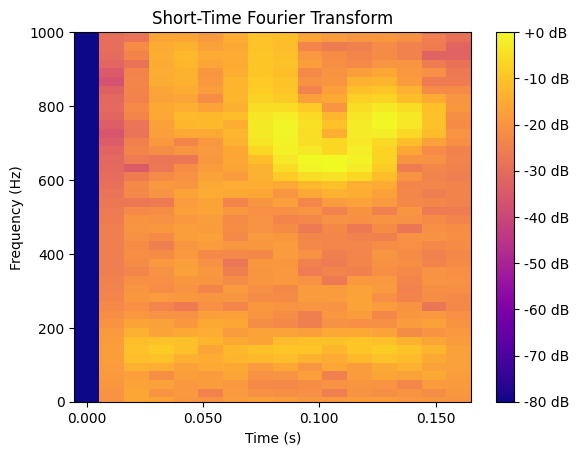 Short-Time Fourier Transform
Frequency (Hz)
1000
800
600
400
200
0
0.000
0.050
0.100
0.150
Time (s)
+0 dB
-10 dB
-20 dB
-30 dB
-40 dB
-50 dB
-60 dB
-70 dB
-80 dB